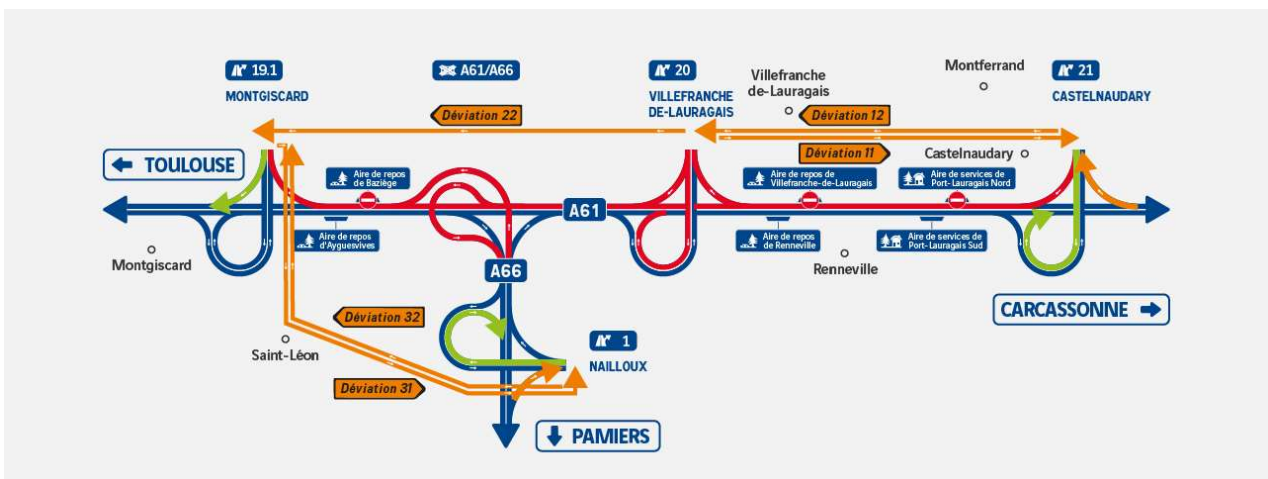 19.1
MONTGISCARD
A61/A66
20
VILLEFRANCHE
DE-LAURAGAIS
Villefranche
de-Lauragais
Montferrand
21
CASTELNAUDARY
Déviation 22
Déviation 12
Déviation 11
Castelnaudary
TOULOUSE
Aire de repos
de Baziège
Aire de repos de
Villefranche-de-Lauragais
Aire de services de
Port-Lauragais Nord
A61
Aire de repos
d'Ayguesvives
Aire de repos
de Renneville
Aire de services de
Port-Lauragais Sud
Montgiscard
Renneville
A66
CARCASSONNE
Déviation 32
Saint-Léon
1
NAILLOUX
Déviation 31
PAMIERS